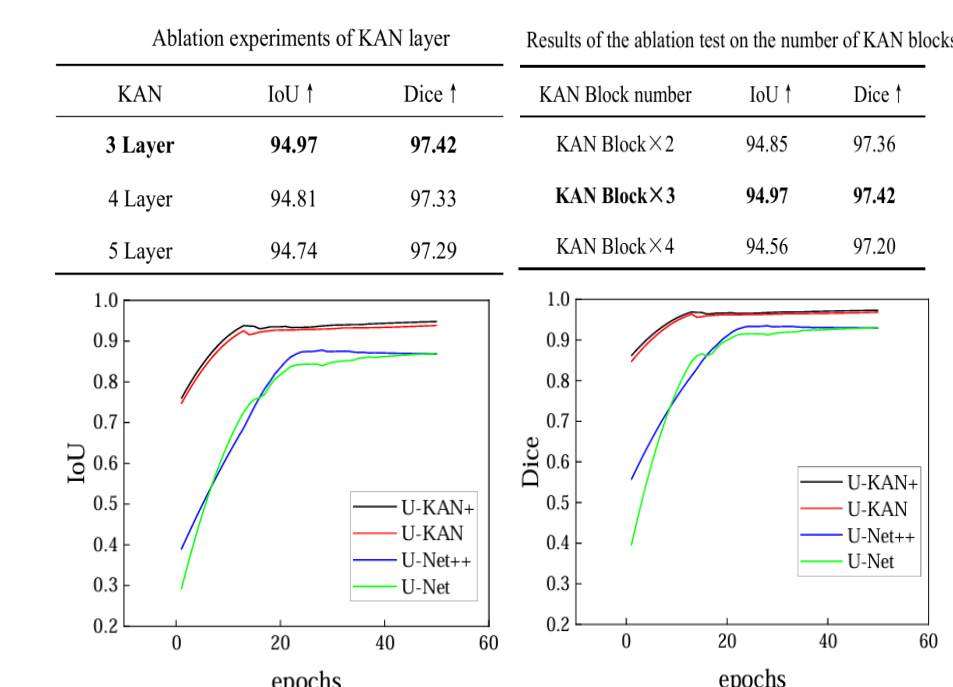 Ablation experiments of KAN layer
KAN IoU ↑ Dice ↑
3 Layer 94.97 97.42
4 Layer 94.81 97.33
5 Layer 94.74 97.29
Results of the ablation test on the number of KAN blocks
KAN Block number IoU ↑ Dice ↑
KAN Block×2 94.85 97.36
KAN Block×3 94.97 97.42
KAN Block×4 94.56 97.20
1.0
0.9
0.8
0.7
0.6
0.5
0.4
0.3
0.2
IoU
U-KAN+
U-KAN
U-Net++
U-Net
0 20 40 60
epochs
1.0
0.9
0.8
0.7
0.6
0.5
0.4
0.3
0.2
Dice
U-KAN+
U-KAN
U-Net++
U-Net
0 20 40 60
epochs